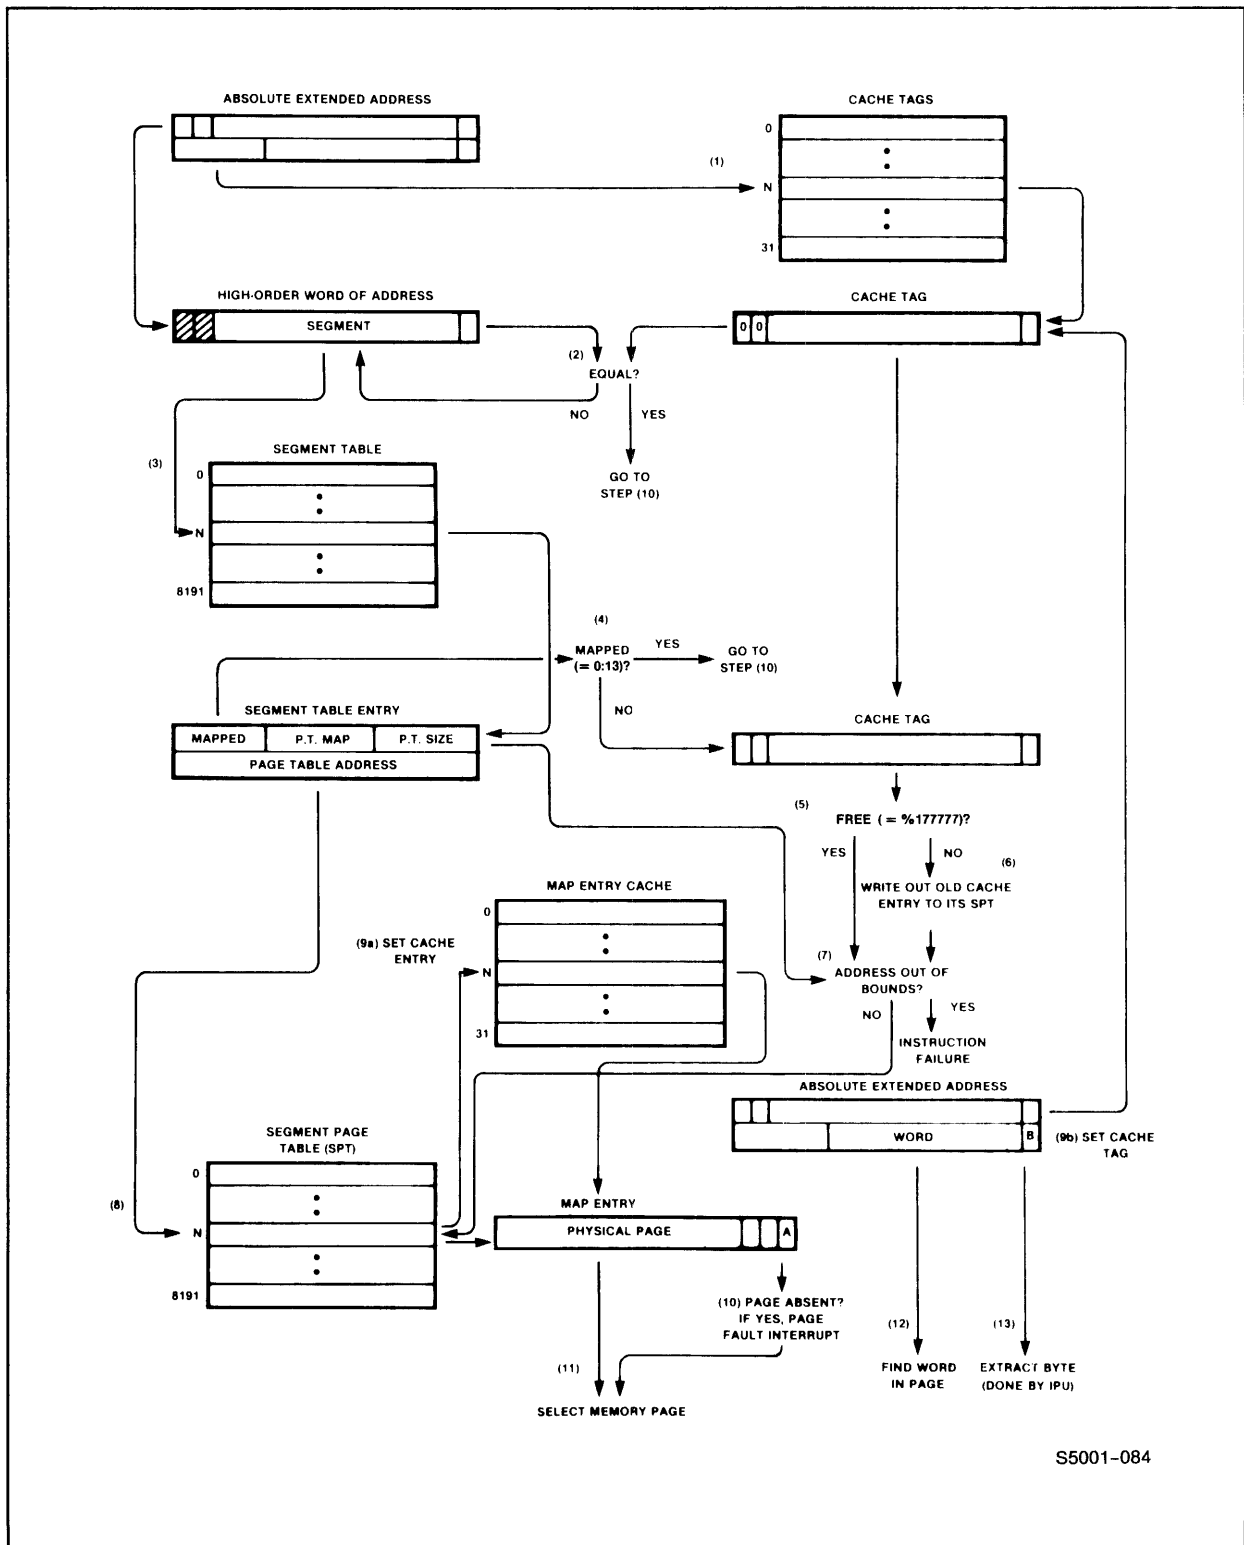 ABSOLUTE EXTENDED ADDRESS
CACHE TAGS
0
(1)
N
31
HIGH-ORDER WORD OF ADDRESS
CACHE TAG
SEGMENT
0 0
(2)
EQUAL?
NO
YES
GO TO
STEP (10)
SEGMENT TABLE
(3)
0
N
8191
(4)
MAPPED
(= 0:13)?
YES
GO TO
STEP (10)
NO
SEGMENT TABLE ENTRY
MAPPED
P.T. MAP
P.T. SIZE
PAGE TABLE ADDRESS
CACHE TAG
(5)
FREE ( = %177777)?
YES
NO
(6)
WRITE OUT OLD CACHE
ENTRY TO ITS SPT
MAP ENTRY CACHE
0
(9a) SET CACHE
ENTRY
N
31
(7)
ADDRESS OUT OF
BOUNDS?
NO
YES
INSTRUCTION
FAILURE
ABSOLUTE EXTENDED ADDRESS
WORD
B
(9b) SET CACHE
TAG
SEGMENT PAGE
TABLE (SPT)
0
(8)
N
8191
MAP ENTRY
PHYSICAL PAGE
A
(10) PAGE ABSENT?
IF YES, PAGE
FAULT INTERRUPT
(11)
SELECT MEMORY PAGE
(12)
FIND WORD
IN PAGE
(13)
EXTRACT BYTE
(DONE BY IPU)
S5001-084